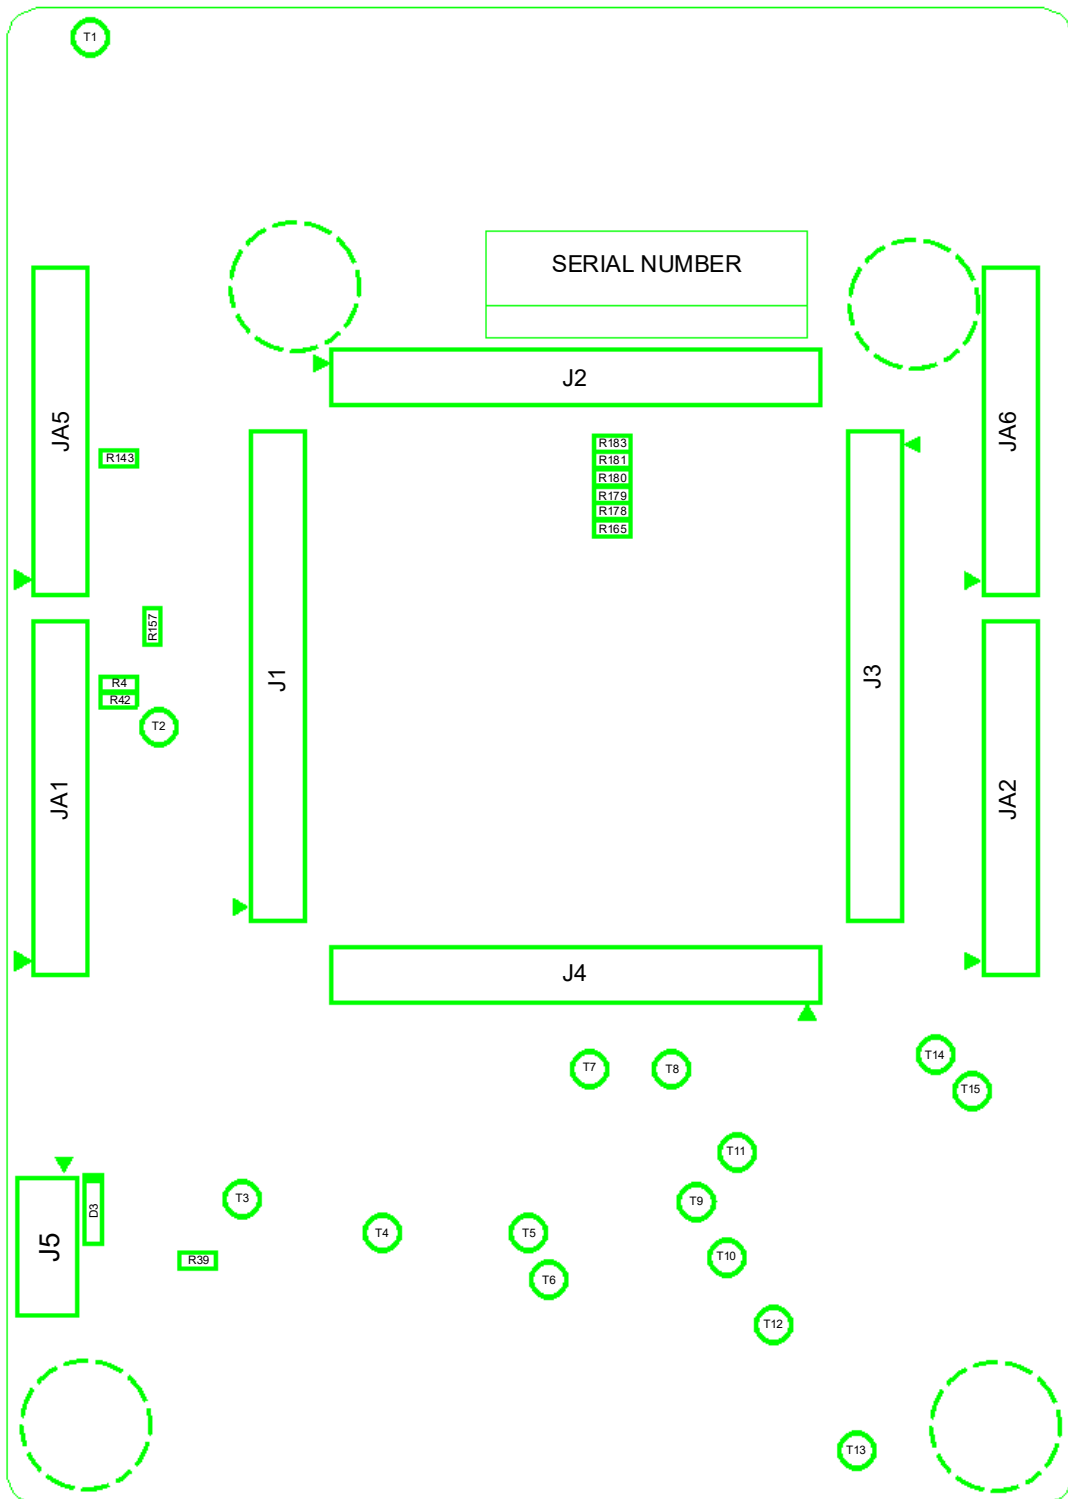 T1
SERIAL NUMBER
J2
JA5
JA6
R143
R183
R181
R180
R179
R178
R165
R157
J1
J3
R4
R42
T2
JA1
JA2
J4
T7
T8
T14
T15
T11
T3
T9
D3
J5
T4
T5
T10
R39
T6
T12
T13